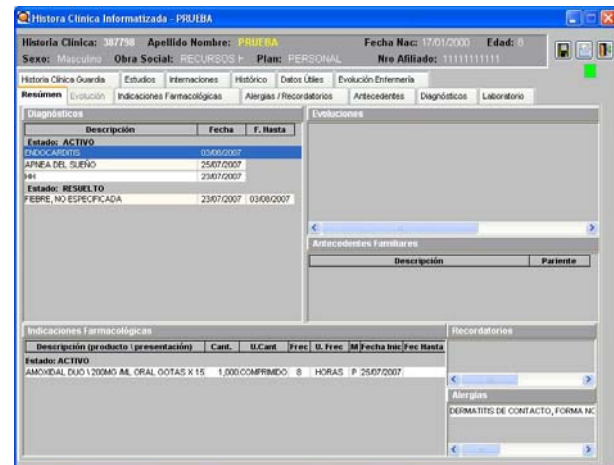 Histora Clínica Informatizada - PRUEBA
Historia Clínica: 387798 Apellido Nombre: PRUEBA Fecha Nac: 17/01/2000 Edad: 8
Sexo: Masculino Obra Social: RECURSOS H Plan: PERSONAL Nro Afiliado: 11111111111
Historia Clínica Guardia Estudios Internaciones Histórico Datos Útiles Evolución Enfermería
Resúmen Evolución Indicaciones Farmacológicas Alergias / Recordatorios Antecedentes Diagnósticos Laboratorio
Diagnósticos Evoluciones
Descripción Fecha F. Hasta
Estado: ACTIVO
ENDOCARDITIS 03/08/2007
APNEA DEL SUEÑO 25/07/2007
HH 23/07/2007
Estado: RESUELTO
FIEBRE, NO ESPECIFICADA 23/07/2007 03/08/2007
Antecedentes Familiares
Descripción Pariente
Indicaciones Farmacológicas Recordatorios
Descripción (producto \ presentación) Cant. U.Cant Frec U. Frec M Fecha Inic Fec Hasta
Estado: ACTIVO
AMOXIDAL DUO \ 200MG /ML ORAL GOTAS X 15 1,000 COMPRIMIDO 8 HORAS P 25/07/2007
Alergias
DERMATITIS DE CONTACTO, FORMA NO